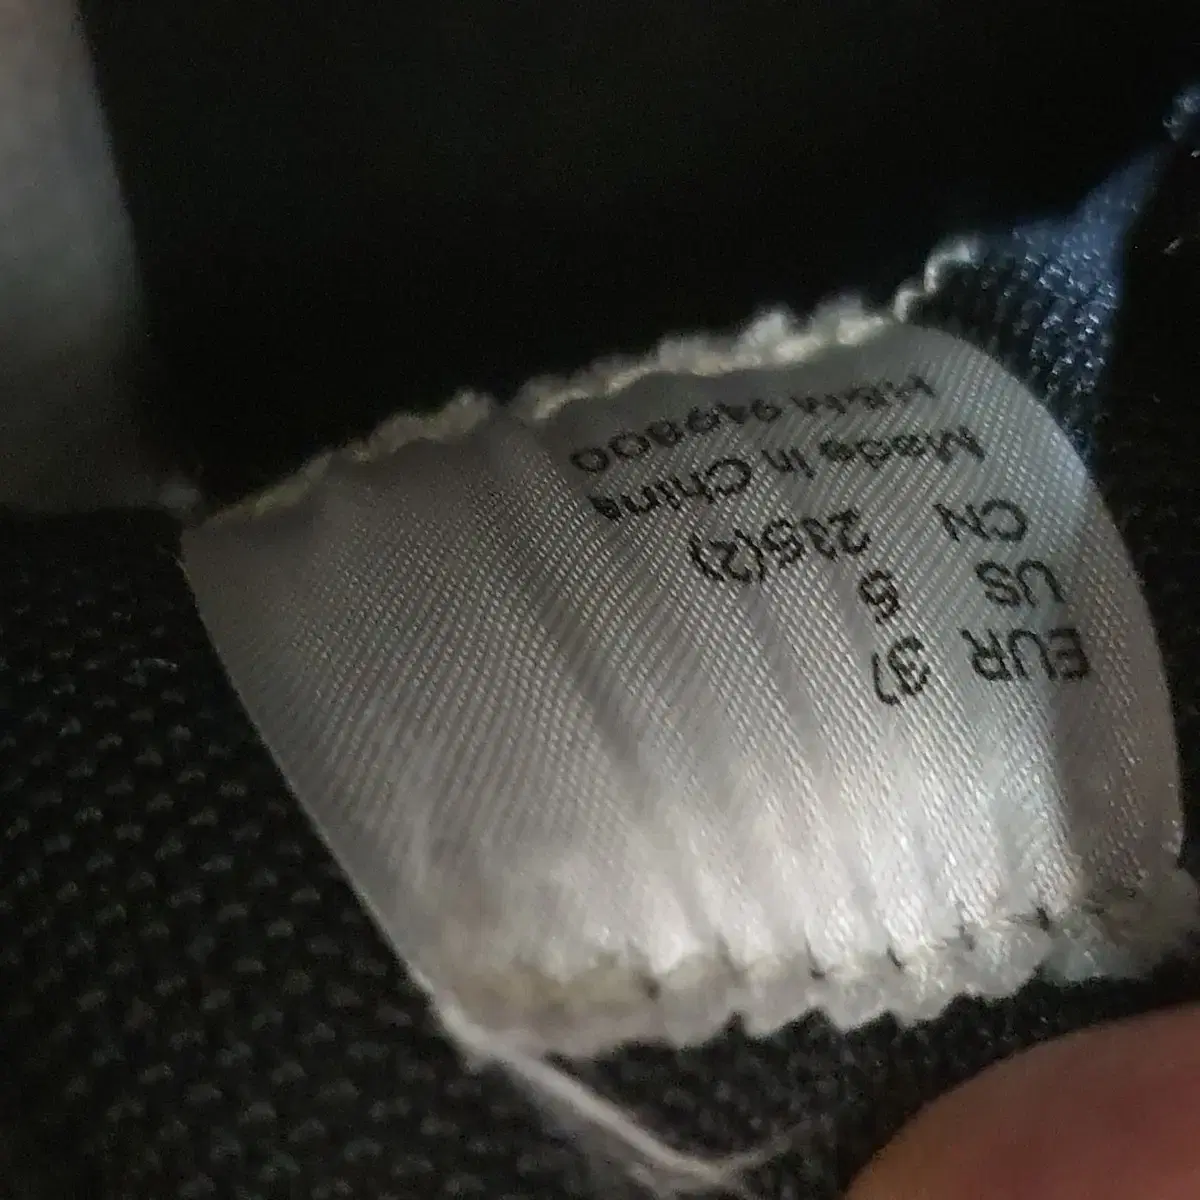 EUR 37
US 6
CN 235(2)
Made in China